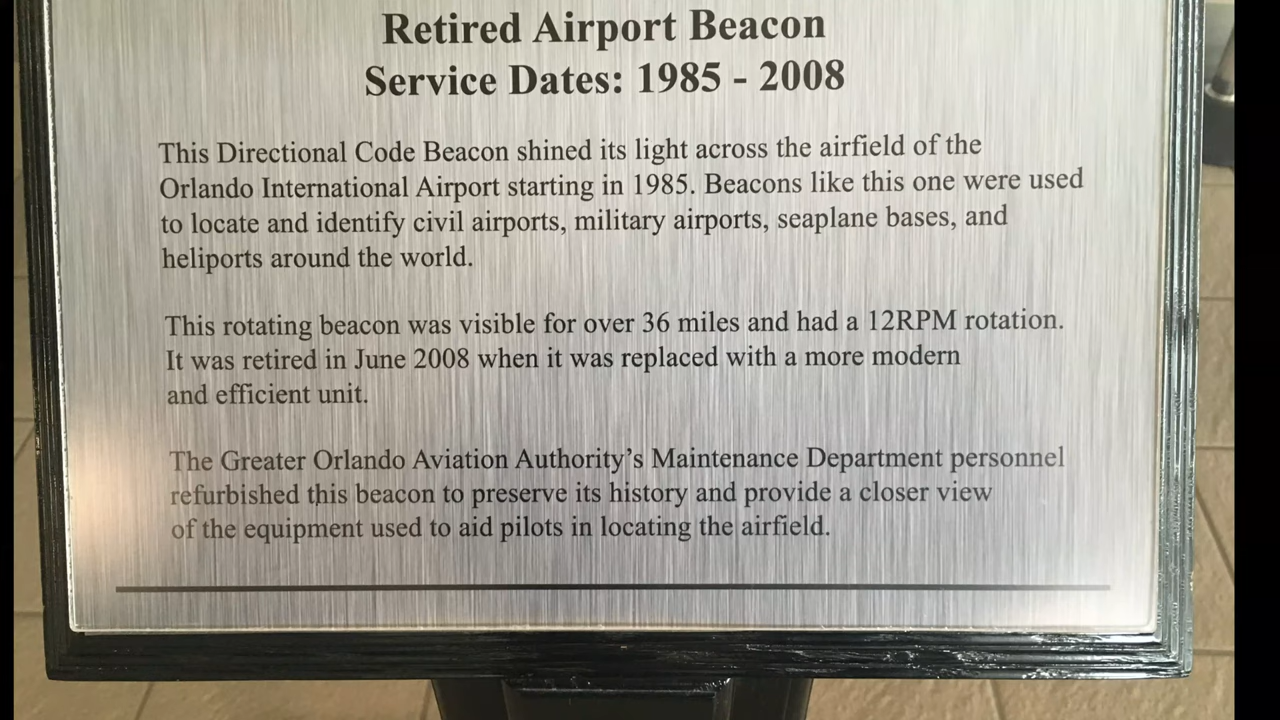 Retired Airport Beacon
Service Dates: 1985 - 2008
This Directional Code Beacon shined its light across the airfield of the
Orlando International Airport starting in 1985. Beacons like this one were used
to locate and identify civil airports, military airports, seaplane bases, and
heliports around the world.
This rotating beacon was visible for over 36 miles and had a 12RPM rotation.
It was retired in June 2008 when it was replaced with a more modern
and efficient unit.
The Greater Orlando Aviation Authority’s Maintenance Department personnel
refurbished this beacon to preserve its history and provide a closer view
of the equipment used to aid pilots in locating the airfield.